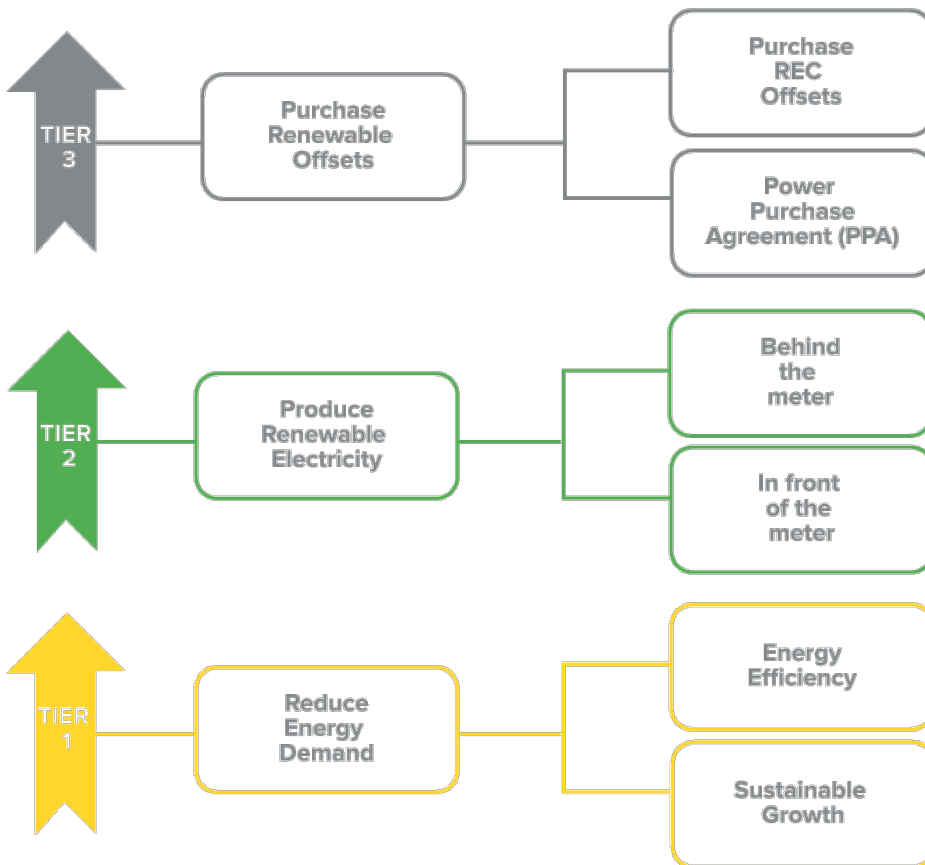 TIER
3
Purchase
Renewable
Offsets
Purchase
REC
Offsets
Power
Purchase
Agreement (PPA)
TIER
2
Produce
Renewable
Electricity
Behind
the
meter
In front
of the
meter
TIER
1
Reduce
Energy
Demand
Energy
Efficiency
Sustainable
Growth